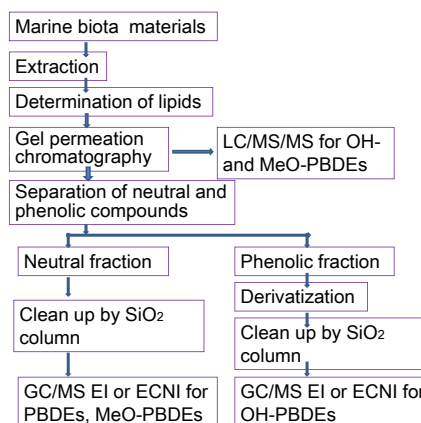 Marine biota materials
Extraction
Determination of lipids
Gel permeation
chromatography
LC/MS/MS for OH-
and MeO-PBDEs
Separation of neutral and
phenolic compounds
Neutral fraction
Phenolic fraction
Derivatization
Clean up by SiO2
column
Clean up by SiO2
column
GC/MS EI or ECNI for
PBDEs, MeO-PBDEs
GC/MS EI or ECNI for
OH-PBDEs